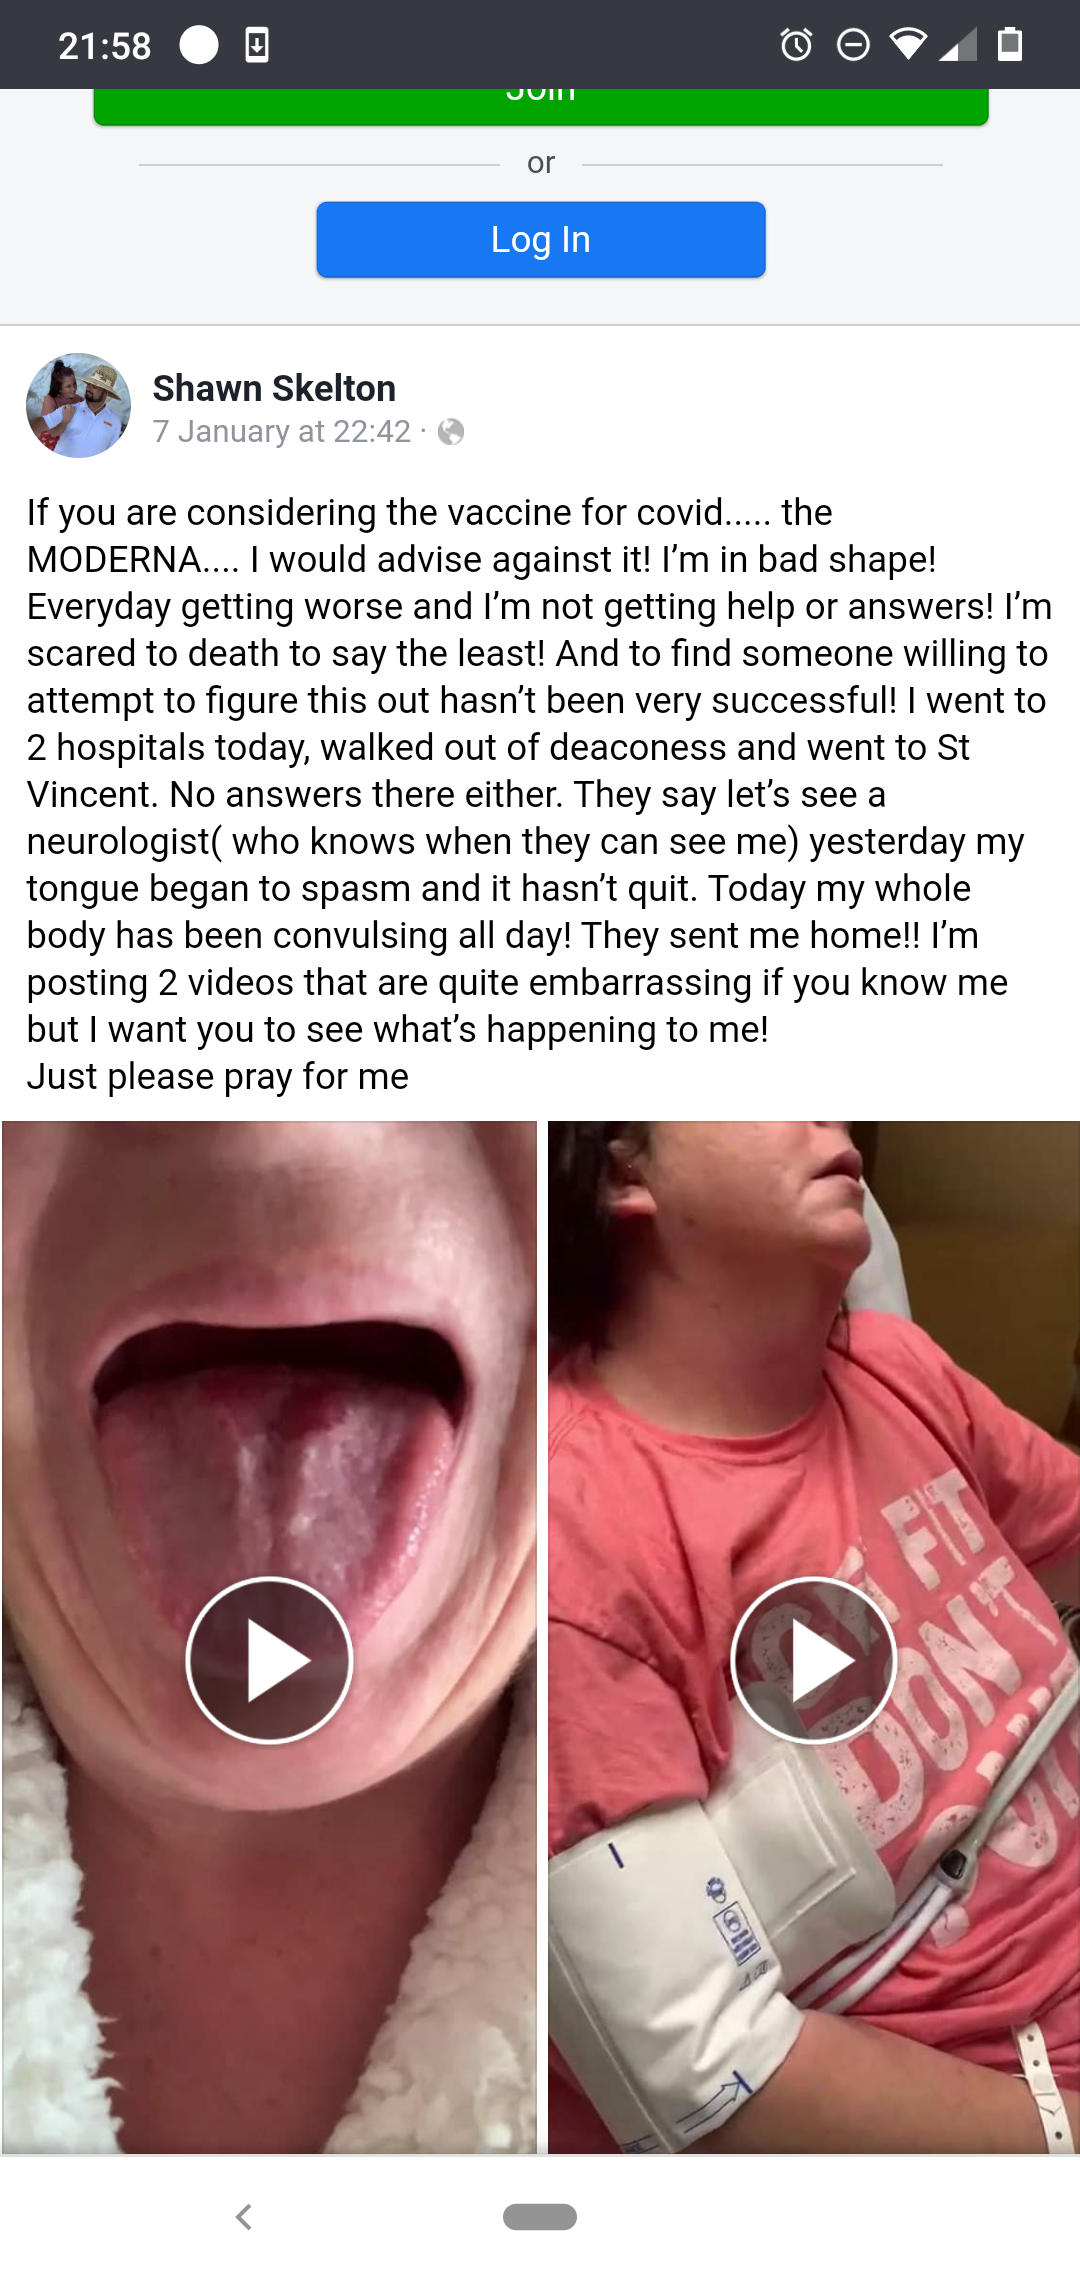 21:58
Join
or
Log In
Shawn Skelton
7 January at 22:42 ·
If you are considering the vaccine for covid..... the
MODERNA.... I would advise against it! I’m in bad shape!
Everyday getting worse and I’m not getting help or answers! I’m
scared to death to say the least! And to find someone willing to
attempt to figure this out hasn’t been very successful! I went to
2 hospitals today, walked out of deaconess and went to St
Vincent. No answers there either. They say let’s see a
neurologist( who knows when they can see me) yesterday my
tongue began to spasm and it hasn’t quit. Today my whole
body has been convulsing all day! They sent me home!! I’m
posting 2 videos that are quite embarrassing if you know me
but I want you to see what’s happening to me!
Just please pray for me
FIT
DON'T